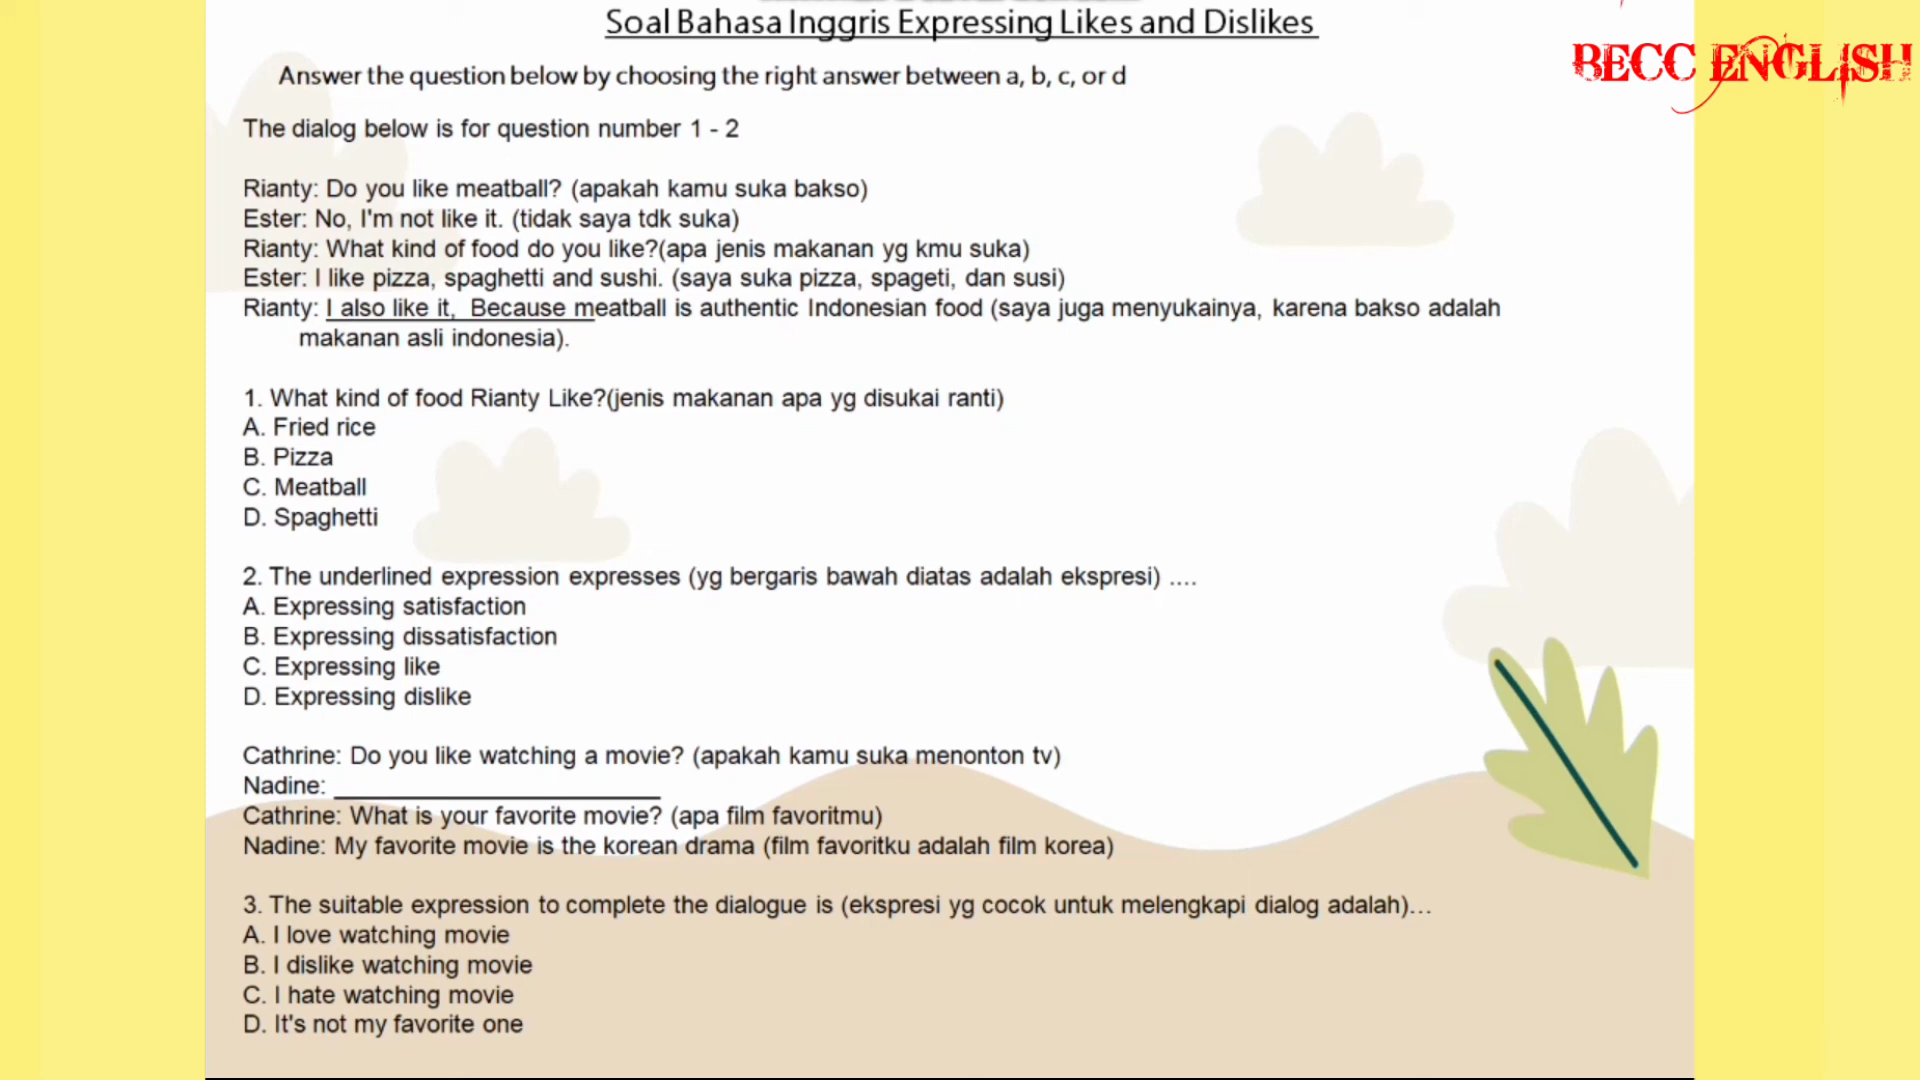 Soal Bahasa Inggris Expressing Likes and Dislikes
BECC ENGLISH
Answer the question below by choosing the right answer between a, b, c, or d
The dialog below is for question number 1 - 2
Rianty: Do you like meatball? (apakah kamu suka bakso)
Ester: No, I'm not like it. (tidak saya tdk suka)
Rianty: What kind of food do you like?(apa jenis makanan yg kmu suka)
Ester: I like pizza, spaghetti and sushi. (saya suka pizza, spageti, dan susi)
Rianty: I also like it, Because meatball is authentic Indonesian food (saya juga menyukainya, karena bakso adalah
makanan asli indonesia).
1. What kind of food Rianty Like?(jenis makanan apa yg disukai ranti)
A. Fried rice
B. Pizza
C. Meatball
D. Spaghetti
2. The underlined expression expresses (yg bergaris bawah diatas adalah ekspresi) ....
A. Expressing satisfaction
B. Expressing dissatisfaction
C. Expressing like
D. Expressing dislike
Cathrine: Do you like watching a movie? (apakah kamu suka menonton tv)
Nadine: ________________________
Cathrine: What is your favorite movie? (apa film favoritmu)
Nadine: My favorite movie is the korean drama (film favoritku adalah film korea)
3. The suitable expression to complete the dialogue is (ekspresi yg cocok untuk melengkapi dialog adalah)...
A. I love watching movie
B. I dislike watching movie
C. I hate watching movie
D. It's not my favorite one